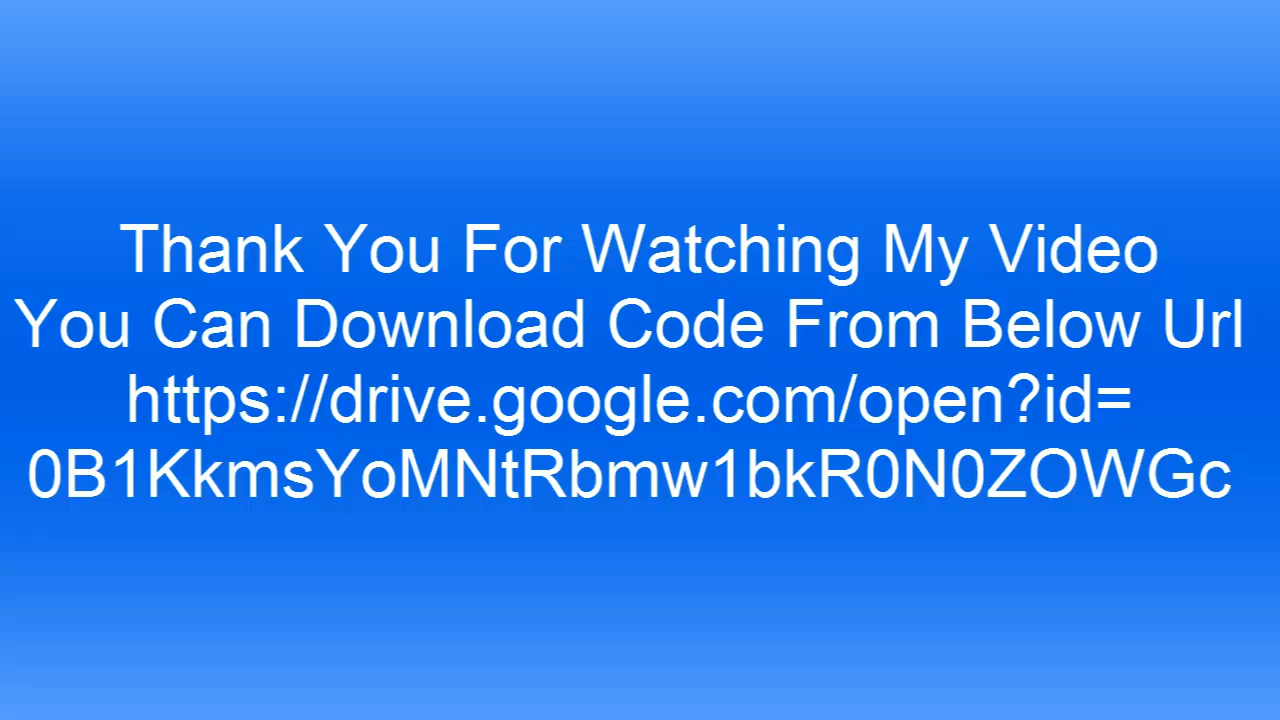 Thank You For Watching My Video
You Can Download Code From Below Url
https://drive.google.com/open?id=
0B1KkmsYoMNtRbmw1bkR0N0ZOWGc